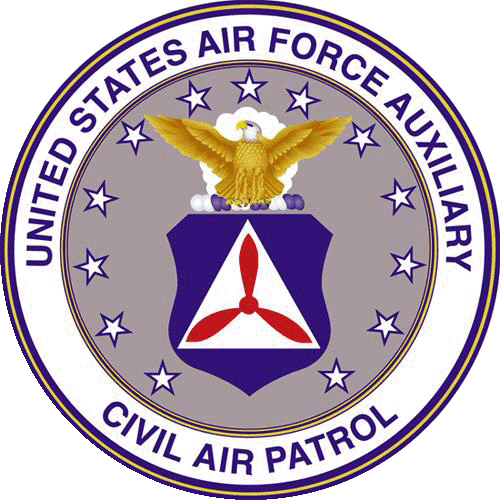 UNITED STATES AIR FORCE AUXILIARY
CIVIL AIR PATROL